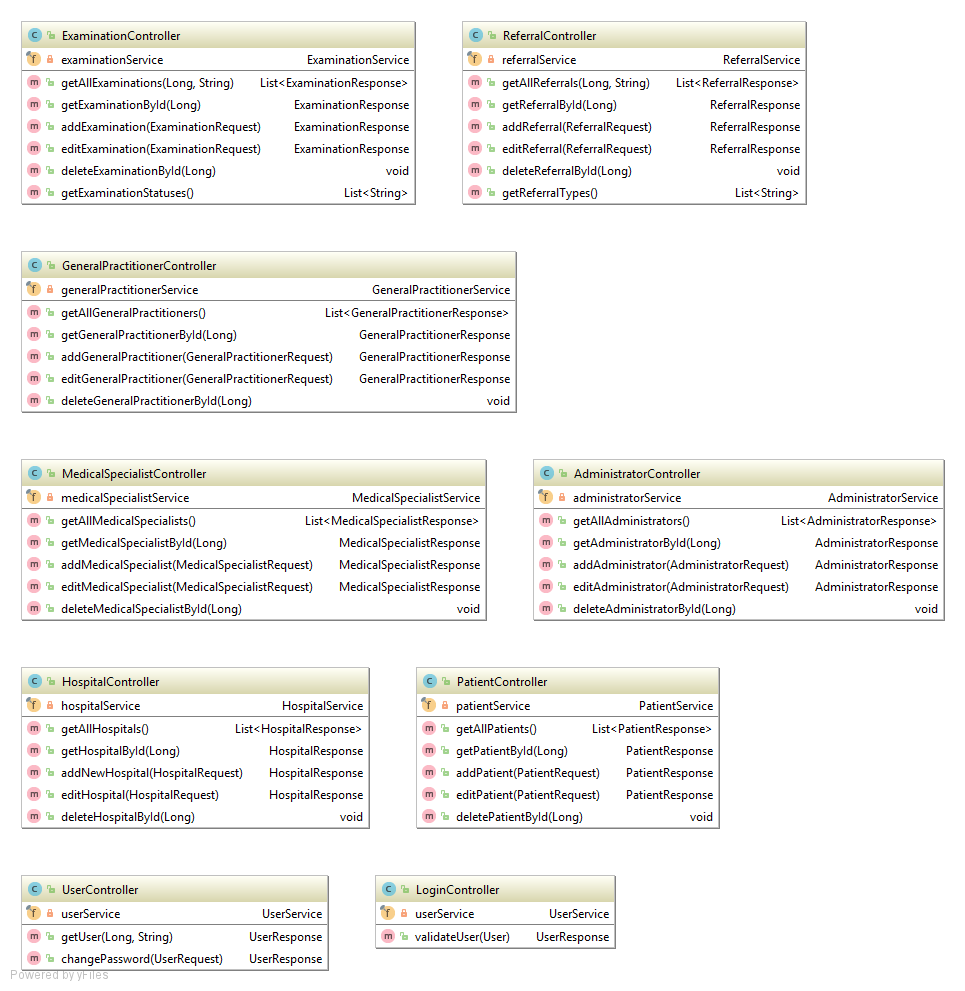 ExaminationController
examinationService ExaminationService
getAllExaminations(Long, String) List<ExaminationResponse>
getExaminationById(Long) ExaminationResponse
addExamination(ExaminationRequest) ExaminationResponse
editExamination(ExaminationRequest) ExaminationResponse
deleteExaminationById(Long) void
getExaminationStatuses() List<String>
ReferralController
referralService ReferralService
getAllReferrals(Long, String) List<ReferralResponse>
getReferralById(Long) ReferralResponse
addReferral(ReferralRequest) ReferralResponse
editReferral(ReferralRequest) ReferralResponse
deleteReferralById(Long) void
getReferralTypes() List<String>
GeneralPractitionerController
generalPractitionerService GeneralPractitionerService
getAllGeneralPractitioners() List<GeneralPractitionerResponse>
getGeneralPractitionerById(Long) GeneralPractitionerResponse
addGeneralPractitioner(GeneralPractitionerRequest) GeneralPractitionerResponse
editGeneralPractitioner(GeneralPractitionerRequest) GeneralPractitionerResponse
deleteGeneralPractitionerById(Long) void
MedicalSpecialistController
medicalSpecialistService MedicalSpecialistService
getAllMedicalSpecialists() List<MedicalSpecialistResponse>
getMedicalSpecialistById(Long) MedicalSpecialistResponse
addMedicalSpecialist(MedicalSpecialistRequest) MedicalSpecialistResponse
editMedicalSpecialist(MedicalSpecialistRequest) MedicalSpecialistResponse
deleteMedicalSpecialistById(Long) void
AdministratorController
administratorService AdministratorService
getAllAdministrators() List<AdministratorResponse>
getAdministratorById(Long) AdministratorResponse
addAdministrator(AdministratorRequest) AdministratorResponse
editAdministrator(AdministratorRequest) AdministratorResponse
deleteAdministratorById(Long) void
HospitalController
hospitalService HospitalService
getAllHospitals() List<HospitalResponse>
getHospitalById(Long) HospitalResponse
addNewHospital(HospitalRequest) HospitalResponse
editHospital(HospitalRequest) HospitalResponse
deleteHospitalById(Long) void
PatientController
patientService PatientService
getAllPatients() List<PatientResponse>
getPatientById(Long) PatientResponse
addPatient(PatientRequest) PatientResponse
editPatient(PatientRequest) PatientResponse
deletePatientById(Long) void
UserController
userService UserService
getUser(Long, String) UserResponse
changePassword(UserRequest) UserResponse
LoginController
userService UserService
validateUser(User) UserResponse
Powered by yFiles